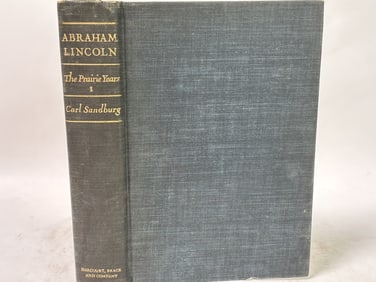 ABRAHAM
LINCOLN
The Prairie Years
1
Carl Sandburg
HARCOURT, BRACE
AND COMPANY